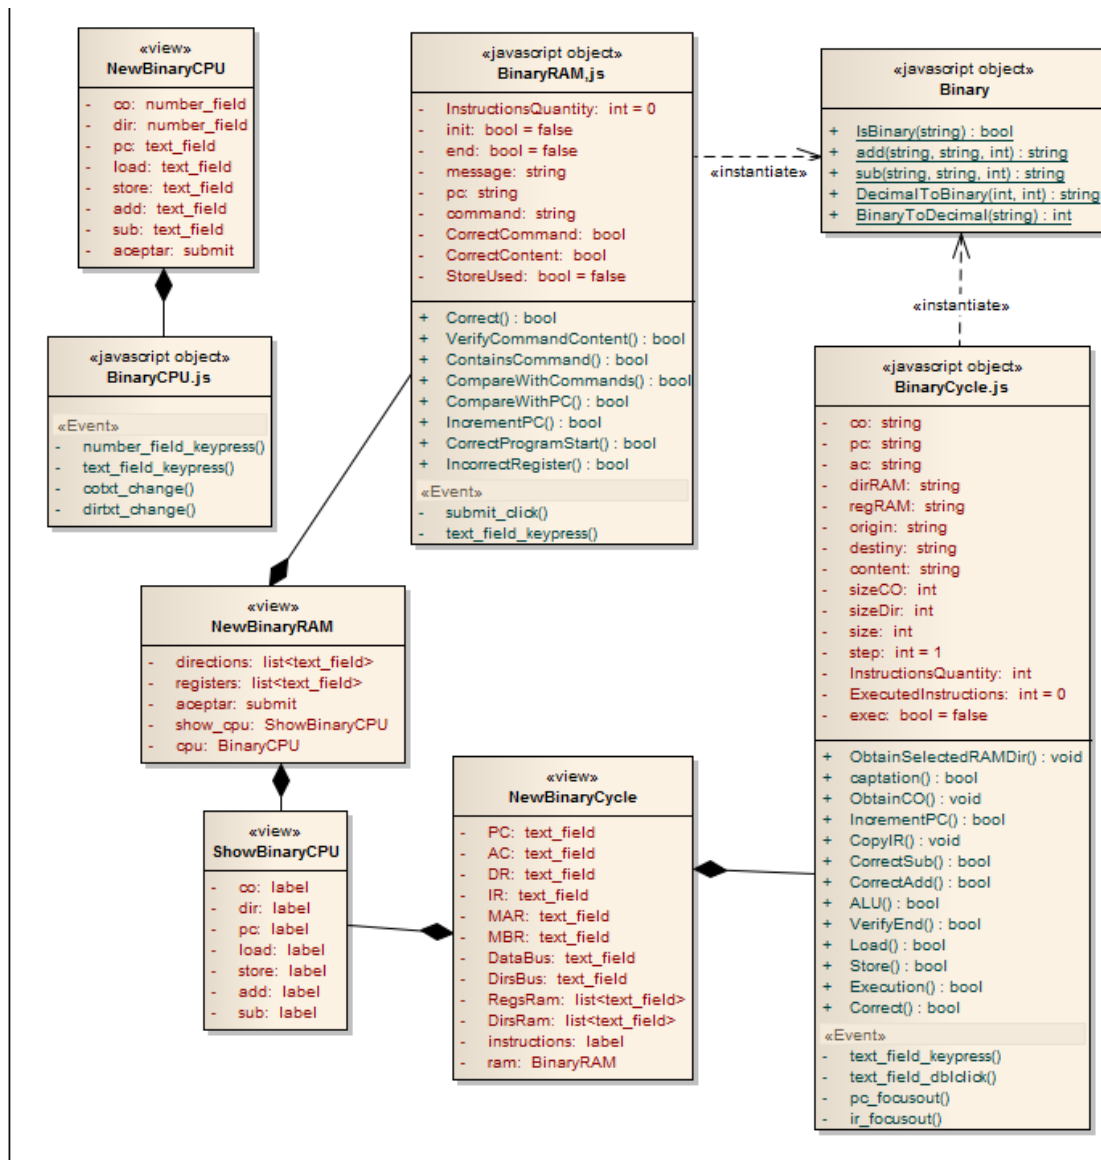 «view»
NewBinaryCPU
- co: number_field
- dir: number_field
- pc: text_field
- load: text_field
- store: text_field
- add: text_field
- sub: text_field
- aceptar: submit
«javascript object»
BinaryCPU.js
«Event»
- number_field_keypress()
- text_field_keypress()
- cotxt_change()
- dirtxt_change()
«javascript object»
BinaryRAM,js
- InstructionsQuantity: int = 0
- init: bool = false
- end: bool = false
- message: string
- pc: string
- command: string
- CorrectCommand: bool
- CorrectContent: bool
- StoreUsed: bool = false
+ Correct() : bool
+ VerifyCommandContent() : bool
+ ContainsCommand() : bool
+ CompareWithCommands() : bool
+ CompareWithPC() : bool
+ IncrementPC() : bool
+ CorrectProgramStart() : bool
+ IncorrectRegister() : bool
«Event»
- submit_click()
- text_field_keypress()
«instantiate»
«javascript object»
Binary
+ IsBinary(string) : bool
+ add(string, string, int) : string
+ sub(string, string, int) : string
+ DecimalToBinary(int, int) : string
+ BinaryToDecimal(string) : int
«instantiate»
«javascript object»
BinaryCycle.js
- co: string
- pc: string
- ac: string
- dirRAM: string
- regRAM: string
- origin: string
- destiny: string
- content: string
- sizeCO: int
- sizeDir: int
- size: int
- step: int = 1
- InstructionsQuantity: int
- ExecutedInstructions: int = 0
- exec: bool = false
+ ObtainSelectedRAMDir() : void
+ captation() : bool
+ ObtainCO() : void
+ IncrementPC() : bool
+ CopyIR() : void
+ CorrectSub() : bool
+ CorrectAdd() : bool
+ ALU() : bool
+ VerifyEnd() : bool
+ Load() : bool
+ Store() : bool
+ Execution() : bool
+ Correct() : bool
«Event»
- text_field_keypress()
- text_field_dblclick()
- pc_focusout()
- ir_focusout()
«view»
NewBinaryRAM
- directions: list<text_field>
- registers: list<text_field>
- aceptar: submit
- show_cpu: ShowBinaryCPU
- cpu: BinaryCPU
«view»
ShowBinaryCPU
- co: label
- dir: label
- pc: label
- load: label
- store: label
- add: label
- sub: label
«view»
NewBinaryCycle
- PC: text_field
- AC: text_field
- DR: text_field
- IR: text_field
- MAR: text_field
- MBR: text_field
- DataBus: text_field
- DirsBus: text_field
- RegsRam: list<text_field>
- DirsRam: list<text_field>
- instructions: label
- ram: BinaryRAM